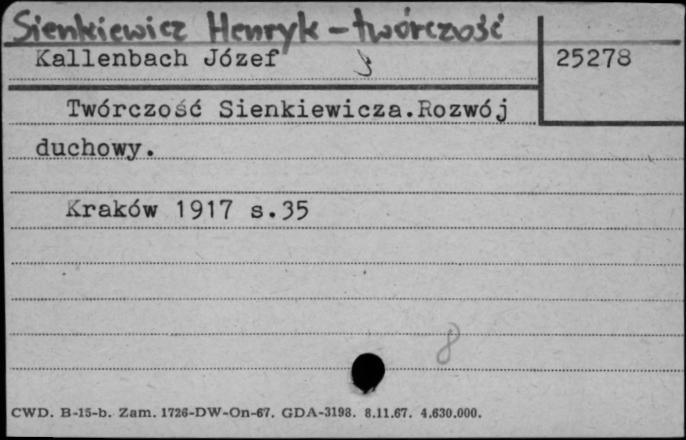 Sienkiewicz Henryk - twórczość
Kallenbach Józef
25278
Twórczość Sienkiewicza.Rozwój
duchowy.
Kraków 1917 s.35
8
CWD. B-15-b. Zam. 1726-DW-On-67. GDA-3198. 8.11.67. 4.630.000.